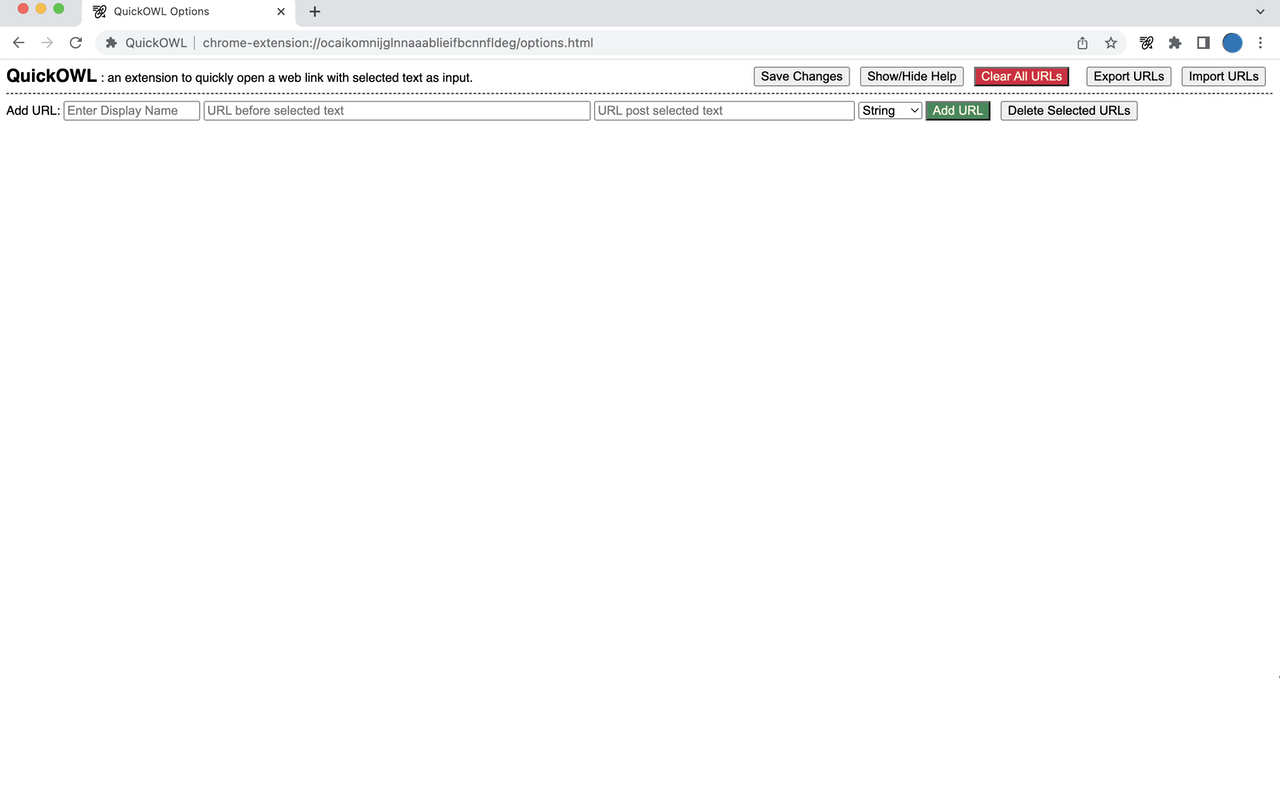 QuickOWL Options
QuickOWL chrome-extension://ocaikomnijglnnaaablieifbcnnfldeg/options.html
QuickOWL : an extension to quickly open a web link with selected text as input. Save Changes Show/Hide Help Clear All URLs Export URLs Import URLs
Add URL: Enter Display Name URL before selected text URL post selected text String Add URL Delete Selected URLs